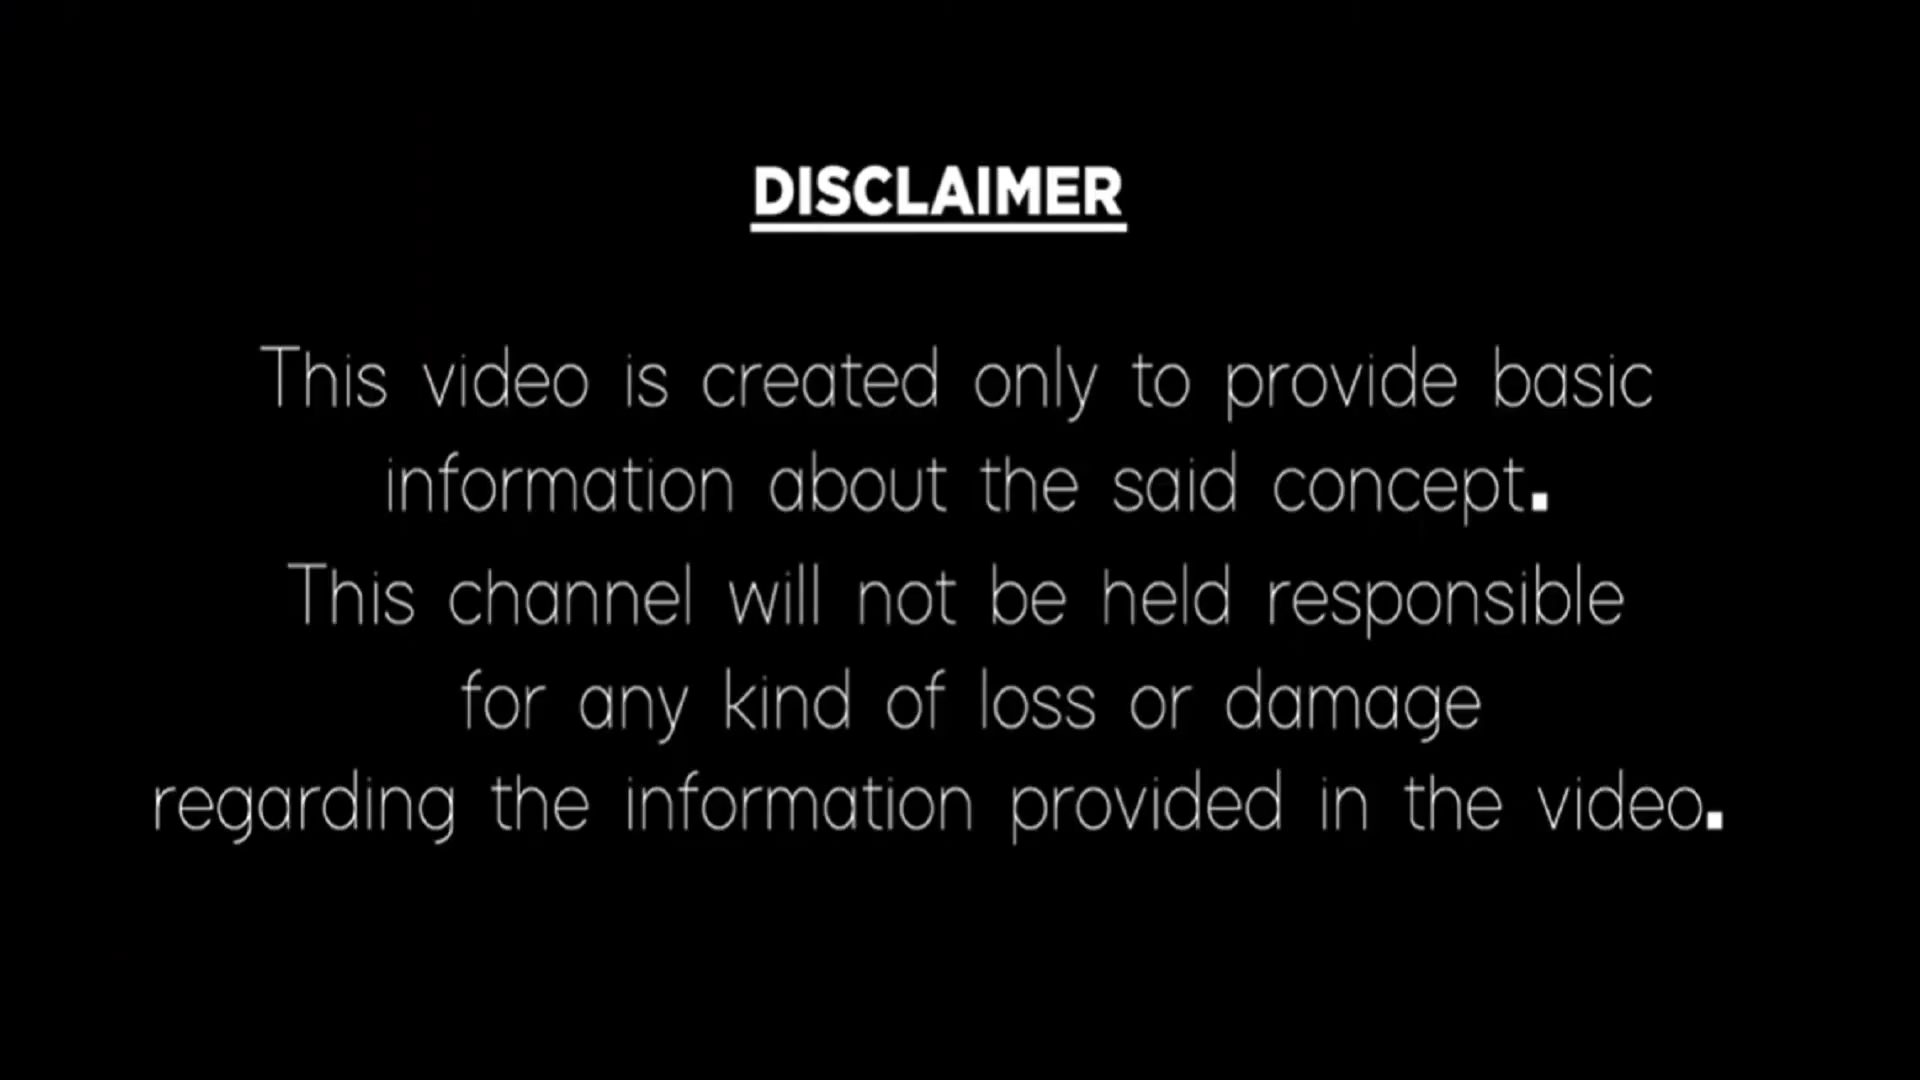 DISCLAIMER
This video is created only to provide basic
information about the said concept.
This channel will not be held responsible
for any kind of loss or damage
regarding the information provided in the video.